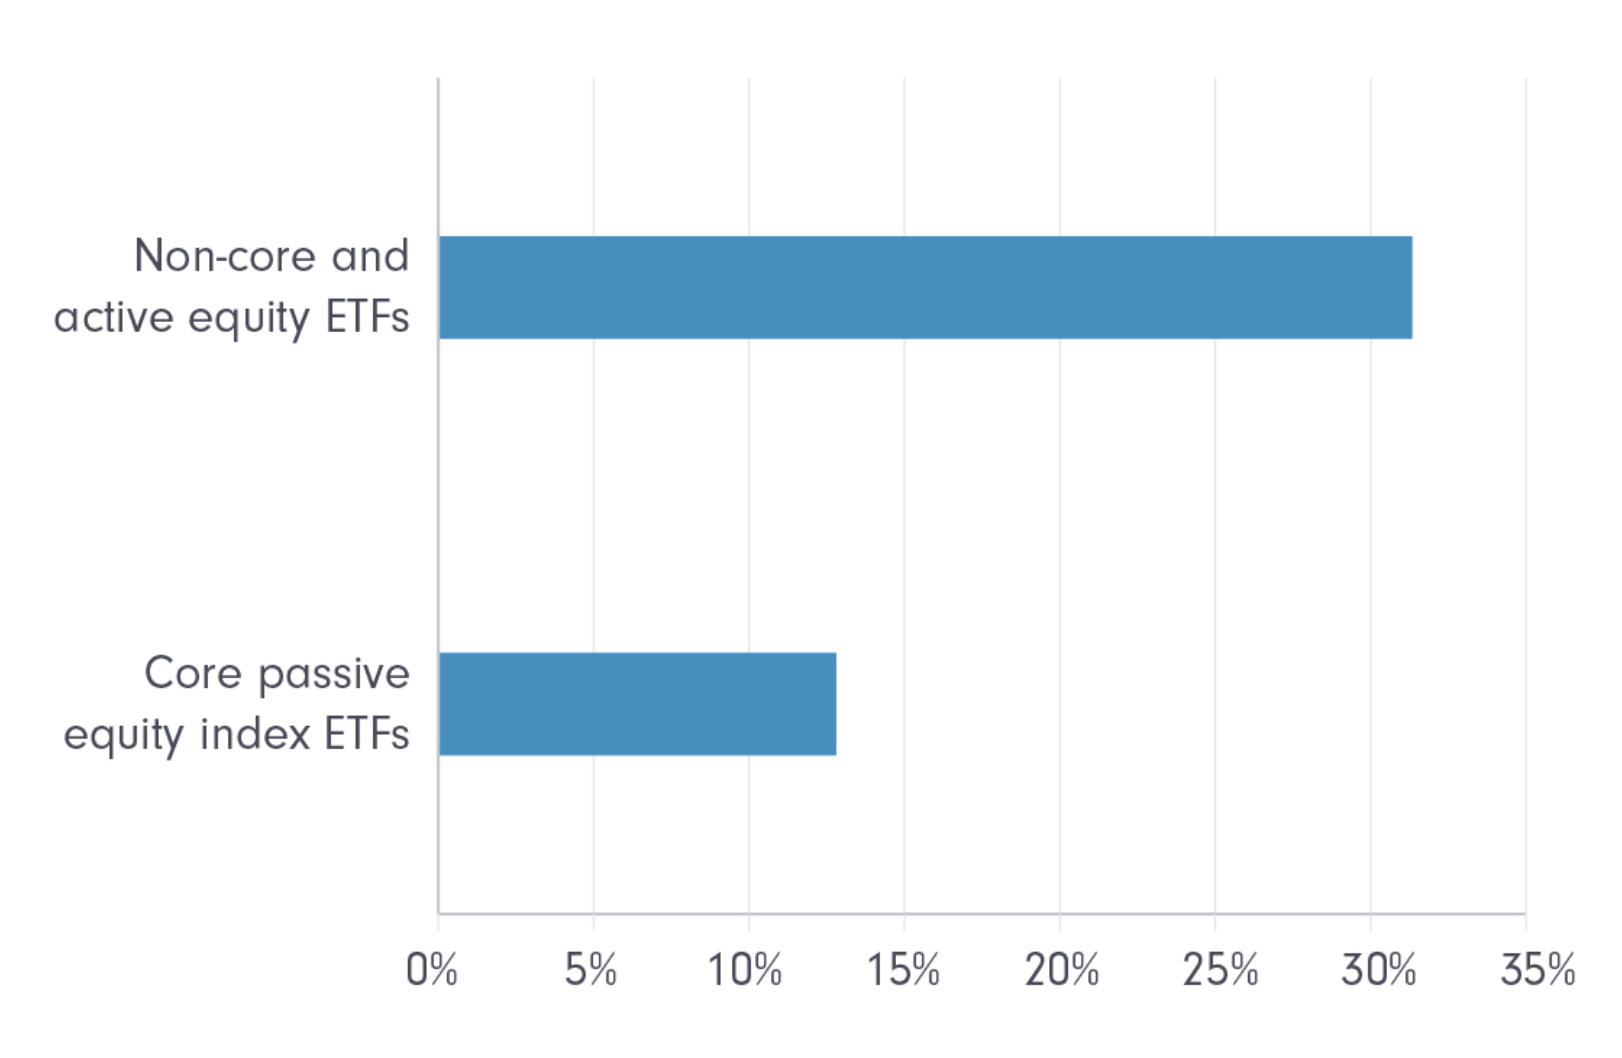 Non-core and
active equity ETFs
Core passive
equity index ETFs
0% 5% 10% 15% 20% 25% 30% 35%